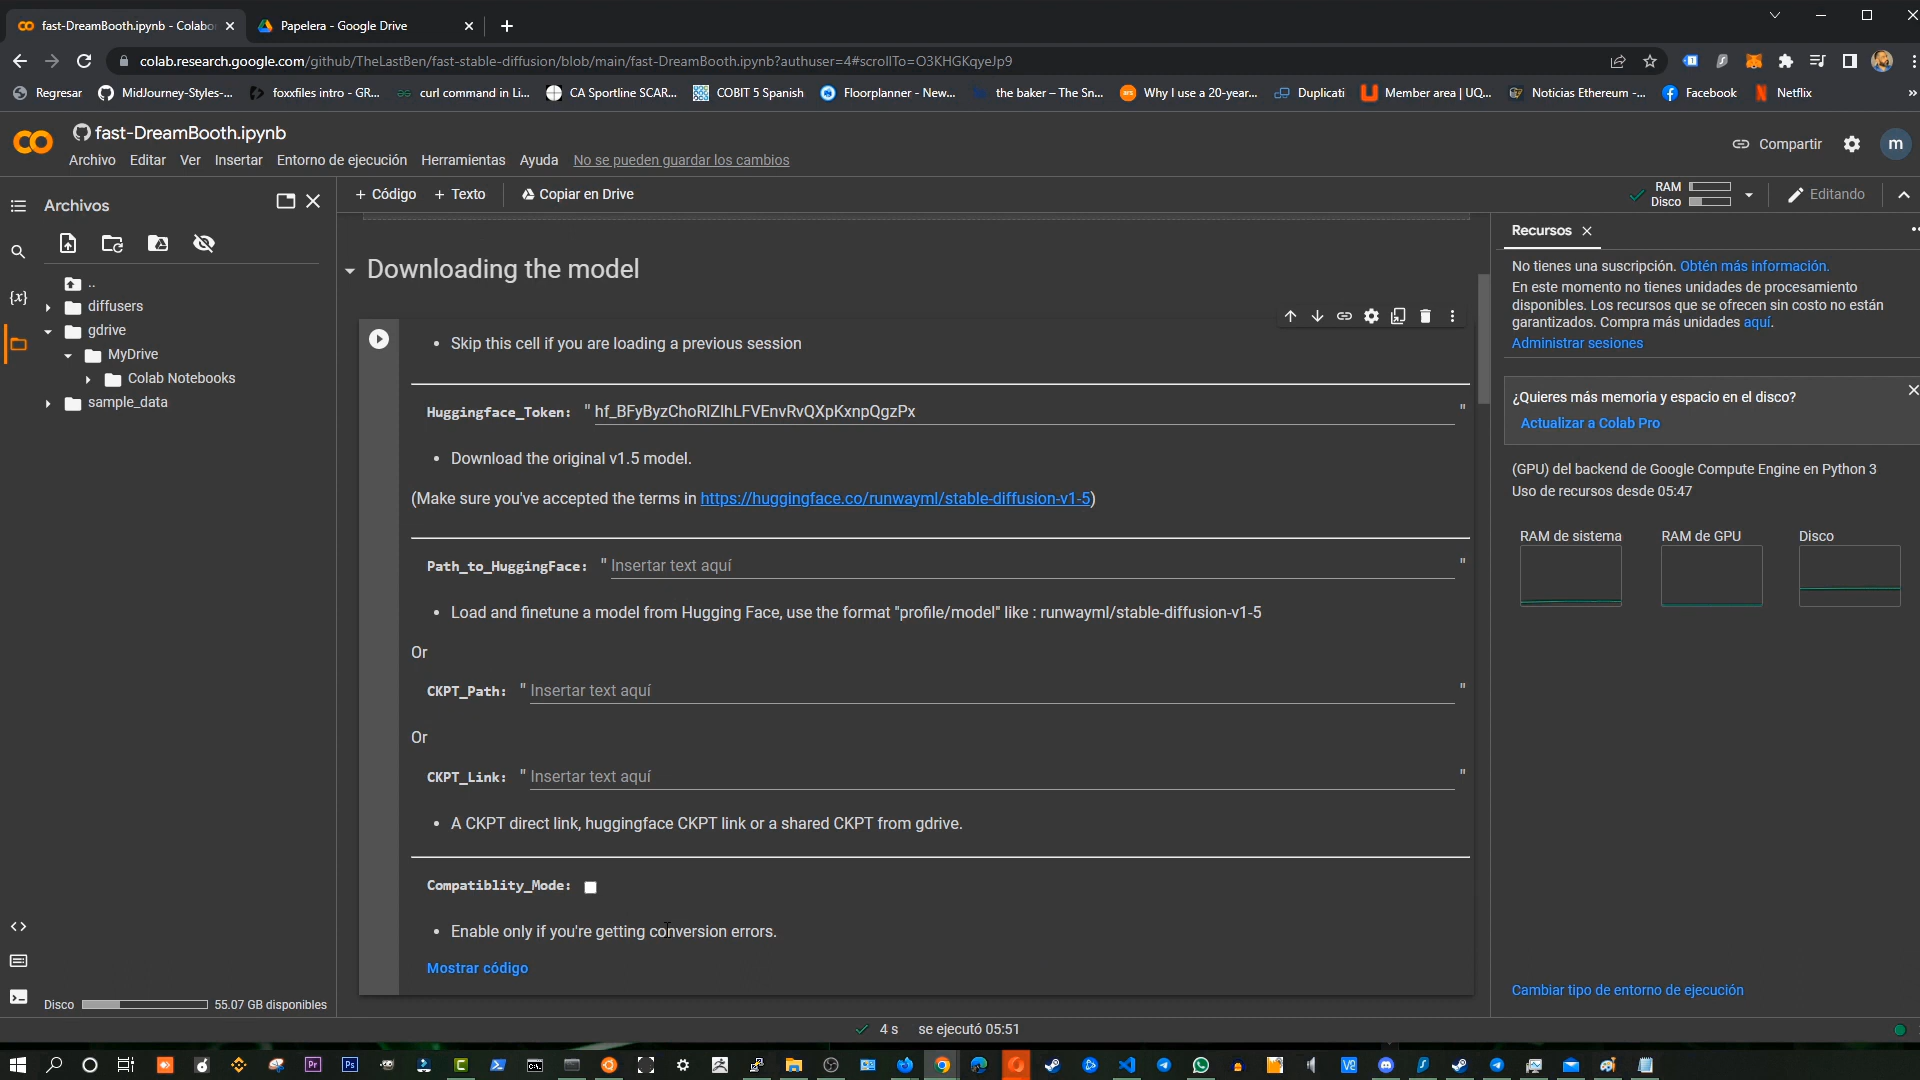 fast-DreamBooth.ipynb - Colabo
Papelera - Google Drive
colab.research.google.com/github/TheLastBen/fast-stable-diffusion/blob/main/fast-DreamBooth.ipynb?authuser=4#scrollTo=O3KHGKqyeJp9
Regresar
MidJourney-Styles-...
foxxfiles intro - GR...
curl command in Li...
CA Sportline SCAR...
COBIT 5 Spanish
Floorplanner - New...
the baker – The Sn...
Why I use a 20-year...
Duplicati
Member area | UQ...
Noticias Ethereum -...
Facebook
Netflix
»
fast-DreamBooth.ipynb
Archivo Editar Ver Insertar Entorno de ejecución Herramientas Ayuda No se pueden guardar los cambios
Compartir
m
Archivos
+ Código + Texto
Copiar en Drive
RAM
Disco
Editando
..
diffusers
gdrive
MyDrive
Colab Notebooks
sample_data
Disco
55.07 GB disponibles
Downloading the model
• Skip this cell if you are loading a previous session
Huggingface_Token: " 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 "
• Download the original v1.5 model.
(Make sure you've accepted the terms in https://huggingface.co/runwayml/stable-diffusion-v1-5)
Path_to_HuggingFace: " Insertar text aquí "
• Load and finetune a model from Hugging Face, use the format "profile/model" like : runwayml/stable-diffusion-v1-5
Or
CKPT_Path: " Insertar text aquí "
Or
CKPT_Link: " Insertar text aquí "
• A CKPT direct link, huggingface CKPT link or a shared CKPT from gdrive.
Compatiblity_Mode:
• Enable only if you're getting conversion errors.
Mostrar código
Recursos
No tienes una suscripción. Obtén más información.
En este momento no tienes unidades de procesamiento
disponibles. Los recursos que se ofrecen sin costo no están
garantizados. Compra más unidades aquí.
Administrar sesiones
¿Quieres más memoria y espacio en el disco?
Actualizar a Colab Pro
(GPU) del backend de Google Compute Engine en Python 3
Uso de recursos desde 05:47
RAM de sistema
RAM de GPU
Disco
Cambiar tipo de entorno de ejecución
4 s se ejecutó 05:51